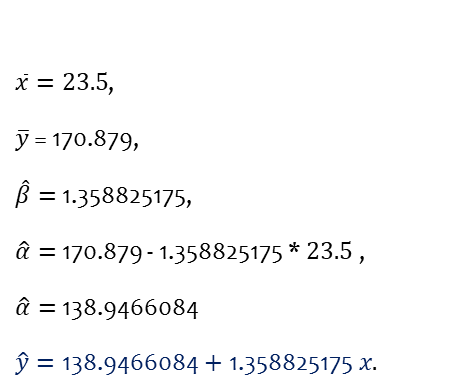 x̄ = 23.5,
ȳ = 170.879,
β̂ = 1.358825175,
α̂ = 170.879 - 1.358825175 * 23.5 ,
α̂ = 138.9466084
ŷ = 138.9466084 + 1.358825175 x.